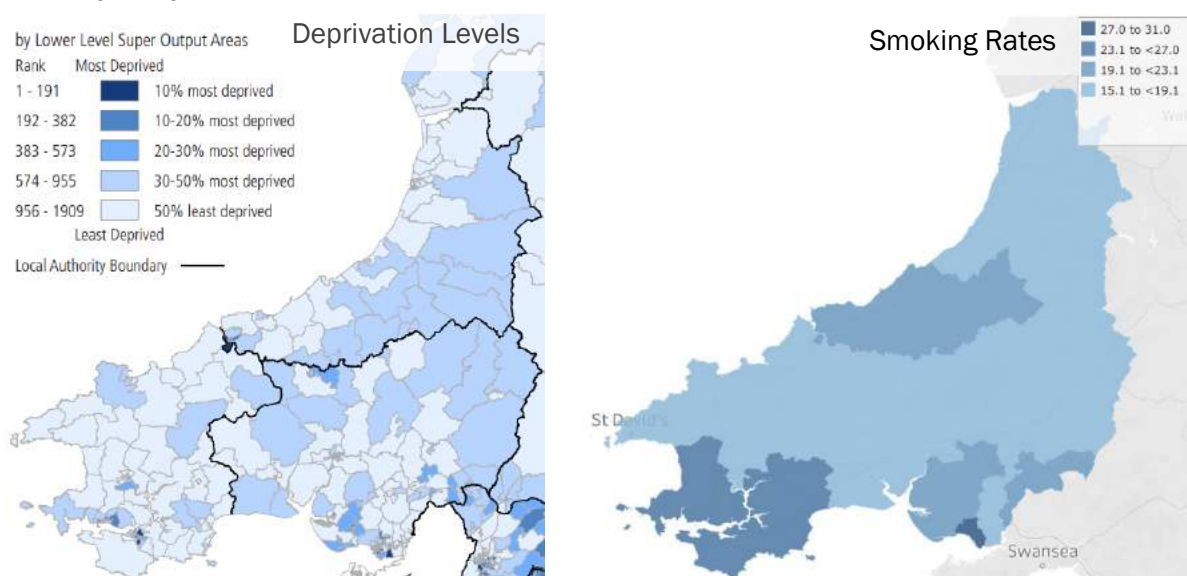 Deprivation Levels
by Lower Level Super Output Areas
Rank Most Deprived
1 - 191 10% most deprived
192 - 382 10-20% most deprived
383 - 573 20-30% most deprived
574 - 955 30-50% most deprived
956 - 1909 50% least deprived
Least Deprived
Local Authority Boundary
Smoking Rates
27.0 to 31.0
23.1 to <27.0
19.1 to <23.1
15.1 to <19.1
St David's
Swansea